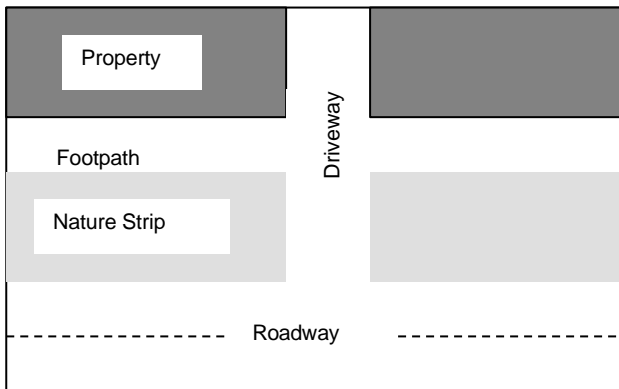 Property
Driveway
Footpath
Nature Strip
Roadway